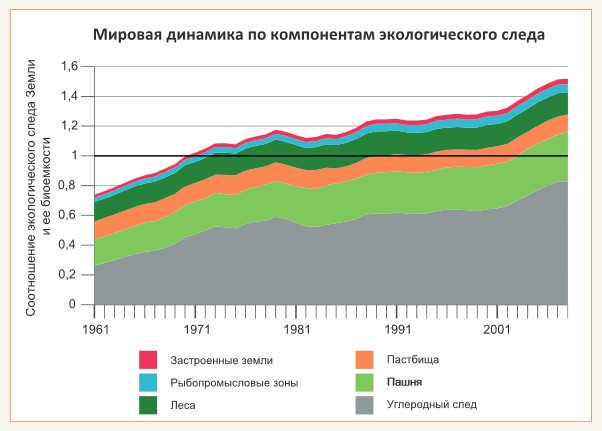 Мировая динамика по компонентам экологического следа
Соотношение экологического следа Земли
и ее биоемкости
1,6
1,4
1,2
1
0,8
0,6
0,4
0,2
0
1961 1971 1981 1991 2001
Застроенные земли
Рыбопромысловые зоны
Леса
Пастбища
Пашня
Углеродный след